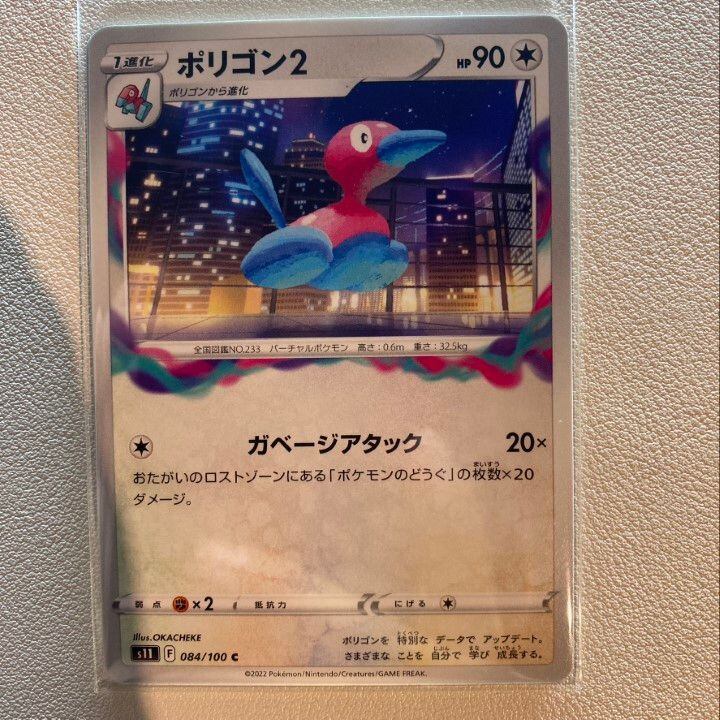 1進化
ポリゴン2
HP 90
ポリゴンから進化
全国図鑑NO.233 バーチャルポケモン 高さ:0.6m 重さ:32.5kg
ガベージアタック 20×
おたがいのロストゾーンにある「ポケモンのどうぐ」の枚数×20
ダメージ。
弱点 ×2 抵抗力 にげる
Illus.OKACHEKE
ポリゴンを 特別な データで アップデート。
さまざまな ことを 自分で 学び 成長する。
s11 F 084/100 C
©2022 Pokémon/Nintendo/Creatures/GAME FREAK.